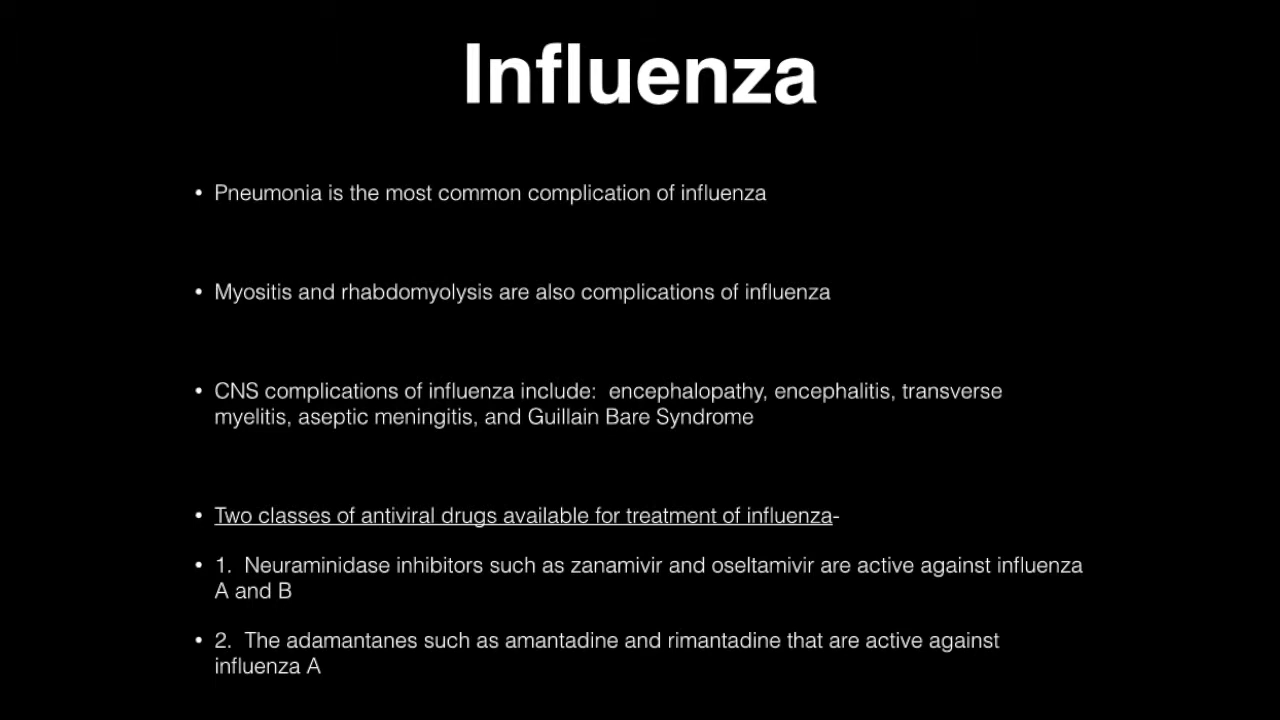 Influenza
• Pneumonia is the most common complication of influenza
• Myositis and rhabdomyolysis are also complications of influenza
• CNS complications of influenza include:  encephalopathy, encephalitis, transverse
myelitis, aseptic meningitis, and Guillain Bare Syndrome
• Two classes of antiviral drugs available for treatment of influenza-
• 1.  Neuraminidase inhibitors such as zanamivir and oseltamivir are active against influenza
A and B
• 2.  The adamantanes such as amantadine and rimantadine that are active against
influenza A